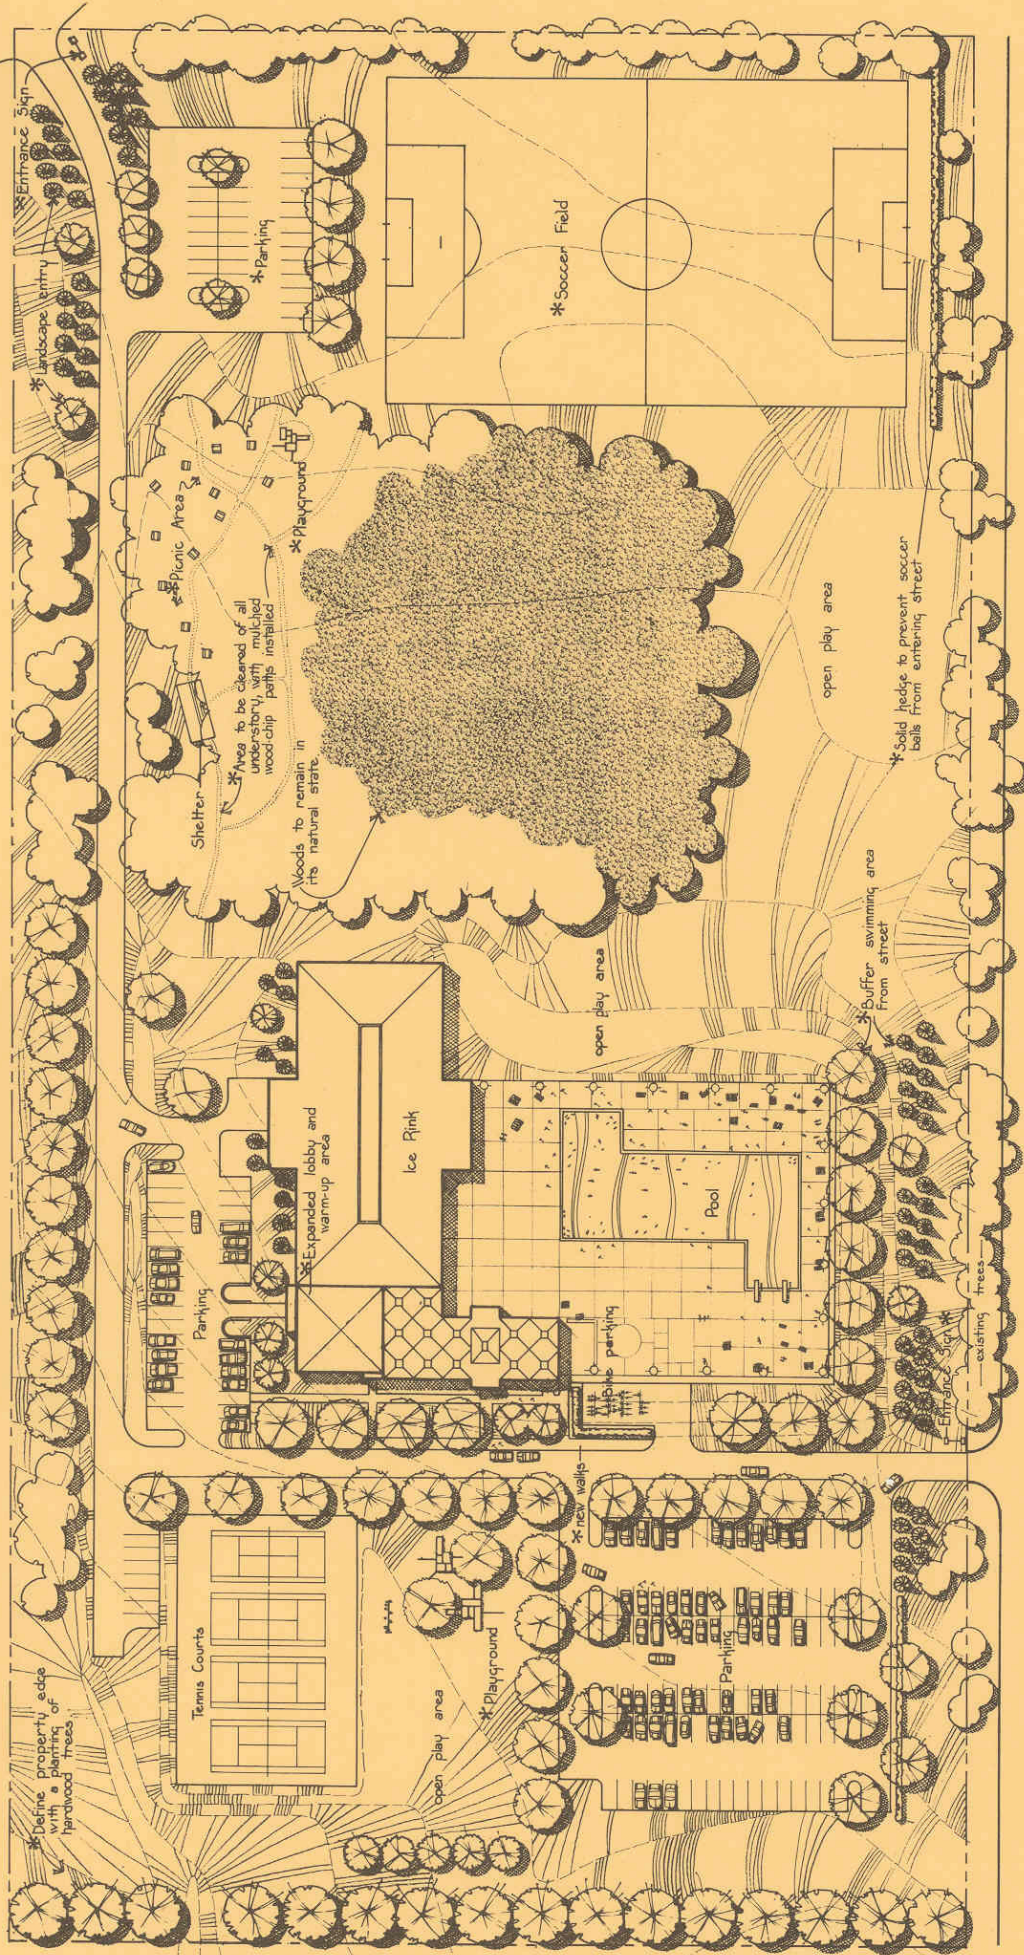 *Entrance Sign
*Landscape entry
*Parking
*Soccer Field
*Picnic Area
*Playground
*Area to be cleared of all
understory, with mulched
wood-chip paths installed
Shelter
Woods to remain in
its natural state
open play area
*Solid hedge to prevent soccer
balls from entering street
open play area
*Buffer swimming area
from street
*Expanded lobby and
warm-up area
Ice Rink
Pool
Parking
Bike parking
Entrance Sign*
existing trees
*new walks
Tennis Courts
*Playground
open play area
Parking
*Define property edge
with a planting of
hardwood trees